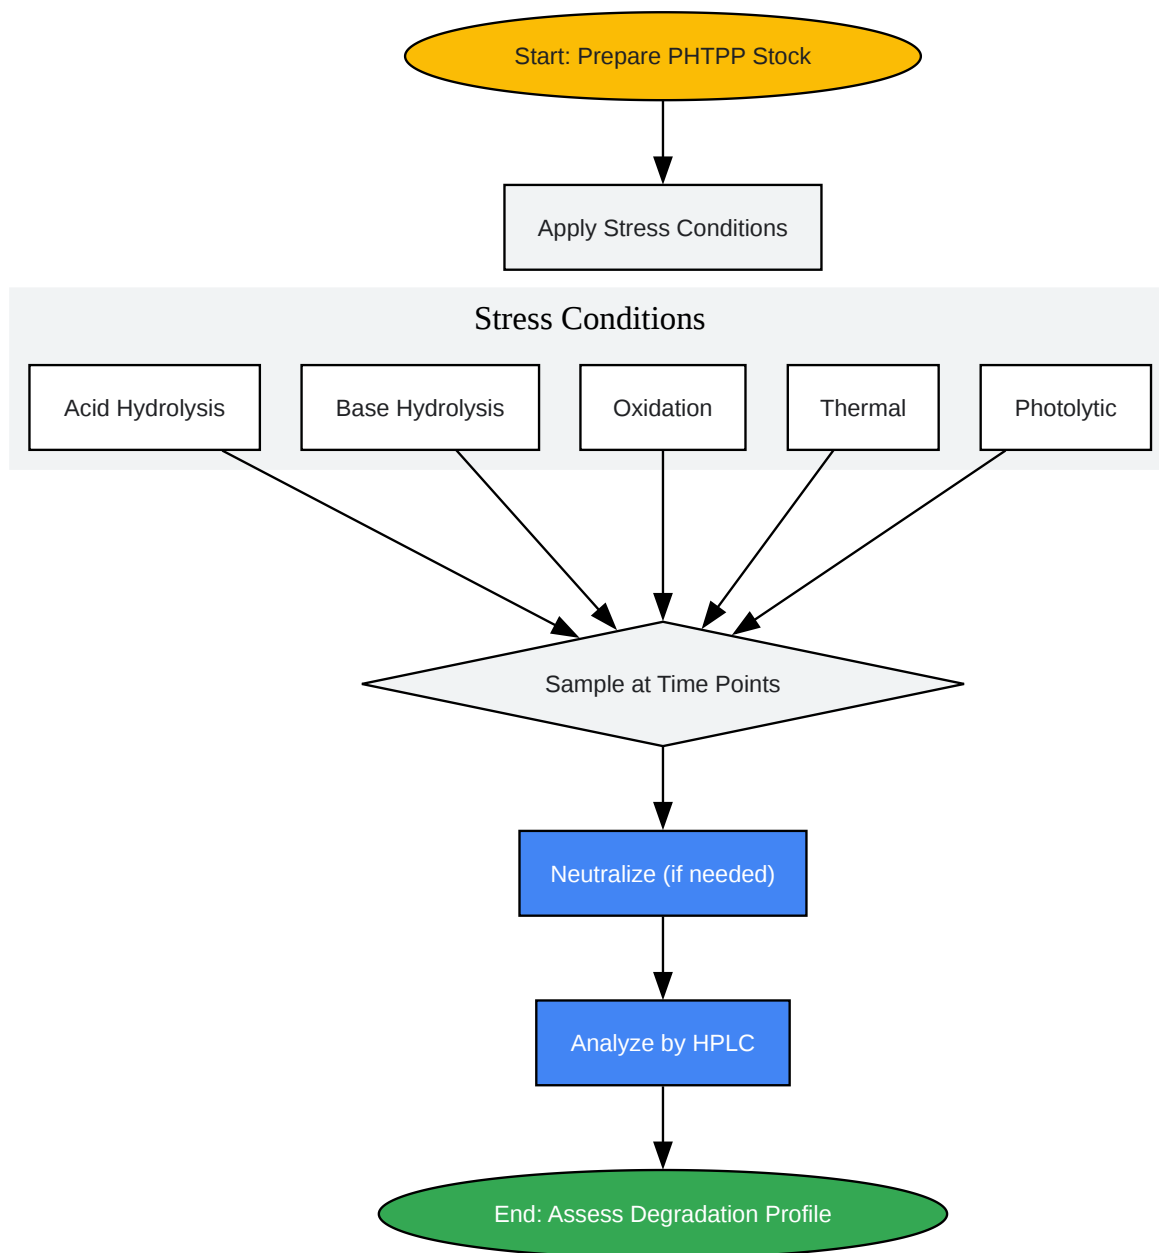 Start: Prepare PHTPP Stock
Apply Stress Conditions
Stress Conditions
Acid Hydrolysis
Base Hydrolysis
Oxidation
Thermal
Photolytic
Sample at Time Points
Neutralize (if needed)
Analyze by HPLC
End: Assess Degradation Profile